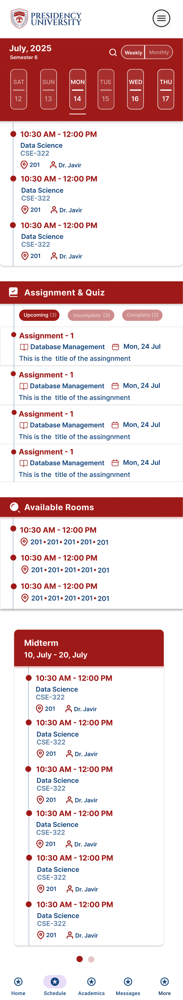 PRESIDENCY
UNIVERSITY
July, 2025
Semester 6
Weekly Monthly
SAT SUN MON TUE WED THU
12 13 14 15 16 17
10:30 AM - 12:00 PM
Data Science
CSE-322
201 Dr. Javir
10:30 AM - 12:00 PM
Data Science
CSE-322
201 Dr. Javir
10:30 AM - 12:00 PM
Data Science
CSE-322
201 Dr. Javir
Assignment & Quiz
Upcoming (3) Incomplete (3) Complete (3)
Assignment - 1
Database Management Mon, 24 Jul
This is the title of the assingnment
Assignment - 1
Database Management Mon, 24 Jul
This is the title of the assingnment
Assignment - 1
Database Management Mon, 24 Jul
This is the title of the assingnment
Assignment - 1
Database Management Mon, 24 Jul
This is the title of the assingnment
Available Rooms
10:30 AM - 12:00 PM
201 • 201 • 201 • 201 • 201
10:30 AM - 12:00 PM
201 • 201 • 201 • 201 • 201
10:30 AM - 12:00 PM
201 • 201 • 201 • 201 • 201
Midterm
10, July - 20, July
10:30 AM - 12:00 PM
Data Science
CSE-322
201 Dr. Javir
10:30 AM - 12:00 PM
Data Science
CSE-322
201 Dr. Javir
10:30 AM - 12:00 PM
Data Science
CSE-322
201 Dr. Javir
10:30 AM - 12:00 PM
Data Science
CSE-322
201 Dr. Javir
10:30 AM - 12:00 PM
Data Science
CSE-322
201 Dr. Javir
10:30 AM - 12:00 PM
Data Science
CSE-322
201 Dr. Javir
Home Schedule Academics Messages More